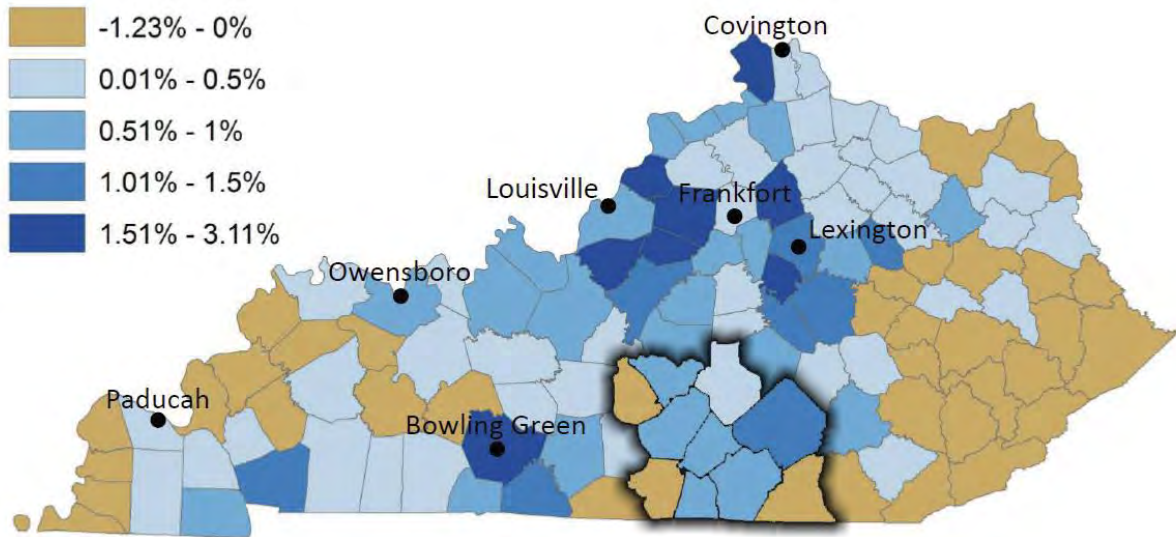 -1.23% - 0%
0.01% - 0.5%
0.51% - 1%
1.01% - 1.5%
1.51% - 3.11%
Covington
Louisville
Frankfort
Lexington
Owensboro
Paducah
Bowling Green